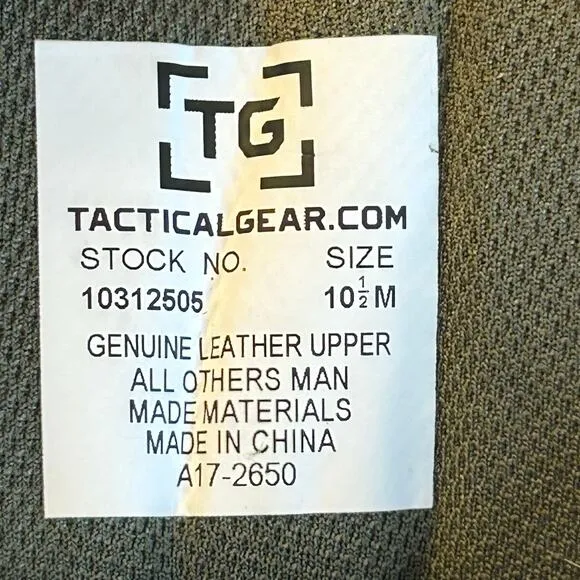 TG
TACTICALGEAR.COM
STOCK NO. SIZE
10312505 10½ M
GENUINE LEATHER UPPER
ALL OTHERS MAN
MADE MATERIALS
MADE IN CHINA
A17-2650